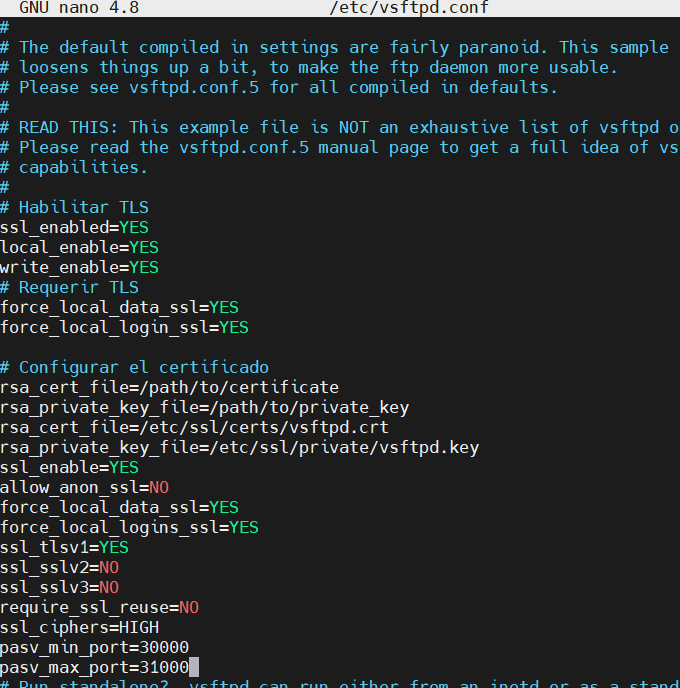 GNU nano 4.8 /etc/vsftpd.conf
#
# The default compiled in settings are fairly paranoid. This sample
# loosens things up a bit, to make the ftp daemon more usable.
# Please see vsftpd.conf.5 for all compiled in defaults.
#
# READ THIS: This example file is NOT an exhaustive list of vsftpd o
# Please read the vsftpd.conf.5 manual page to get a full idea of vs
# capabilities.
#
# Habilitar TLS
ssl_enabled=YES
local_enable=YES
write_enable=YES
# Requerir TLS
force_local_data_ssl=YES
force_local_login_ssl=YES
# Configurar el certificado
rsa_cert_file=/path/to/certificate
rsa_private_key_file=/path/to/private_key
rsa_cert_file=/etc/ssl/certs/vsftpd.crt
rsa_private_key_file=/etc/ssl/private/vsftpd.key
ssl_enable=YES
allow_anon_ssl=NO
force_local_data_ssl=YES
force_local_logins_ssl=YES
ssl_tlsv1=YES
ssl_sslv2=NO
ssl_sslv3=NO
require_ssl_reuse=NO
ssl_ciphers=HIGH
pasv_min_port=30000
pasv_max_port=31000
# Run standalone? vsftpd can run either from an inetd or as a stand